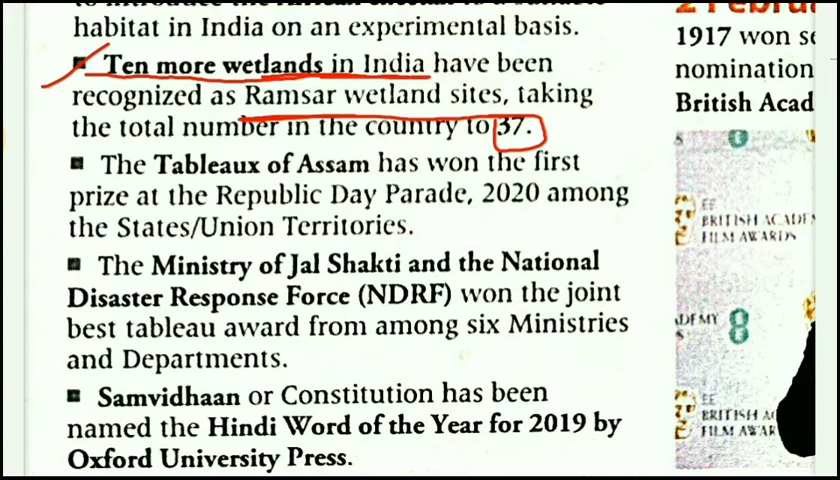 habitat in India on an experimental basis.
■ Ten more wetlands in India have been
recognized as Ramsar wetland sites, taking
the total number in the country to 37.
■ The Tableaux of Assam has won the first
prize at the Republic Day Parade, 2020 among
the States/Union Territories.
■ The Ministry of Jal Shakti and the National
Disaster Response Force (NDRF) won the joint
best tableau award from among six Ministries
and Departments.
■ Samvidhaan or Constitution has been
named the Hindi Word of the Year for 2019 by
Oxford University Press.
1917 won
nomination
British Acad
EE
BRITISH ACADEM
FILM AWARDS
EE
BRITISH AC
FILM AWAR